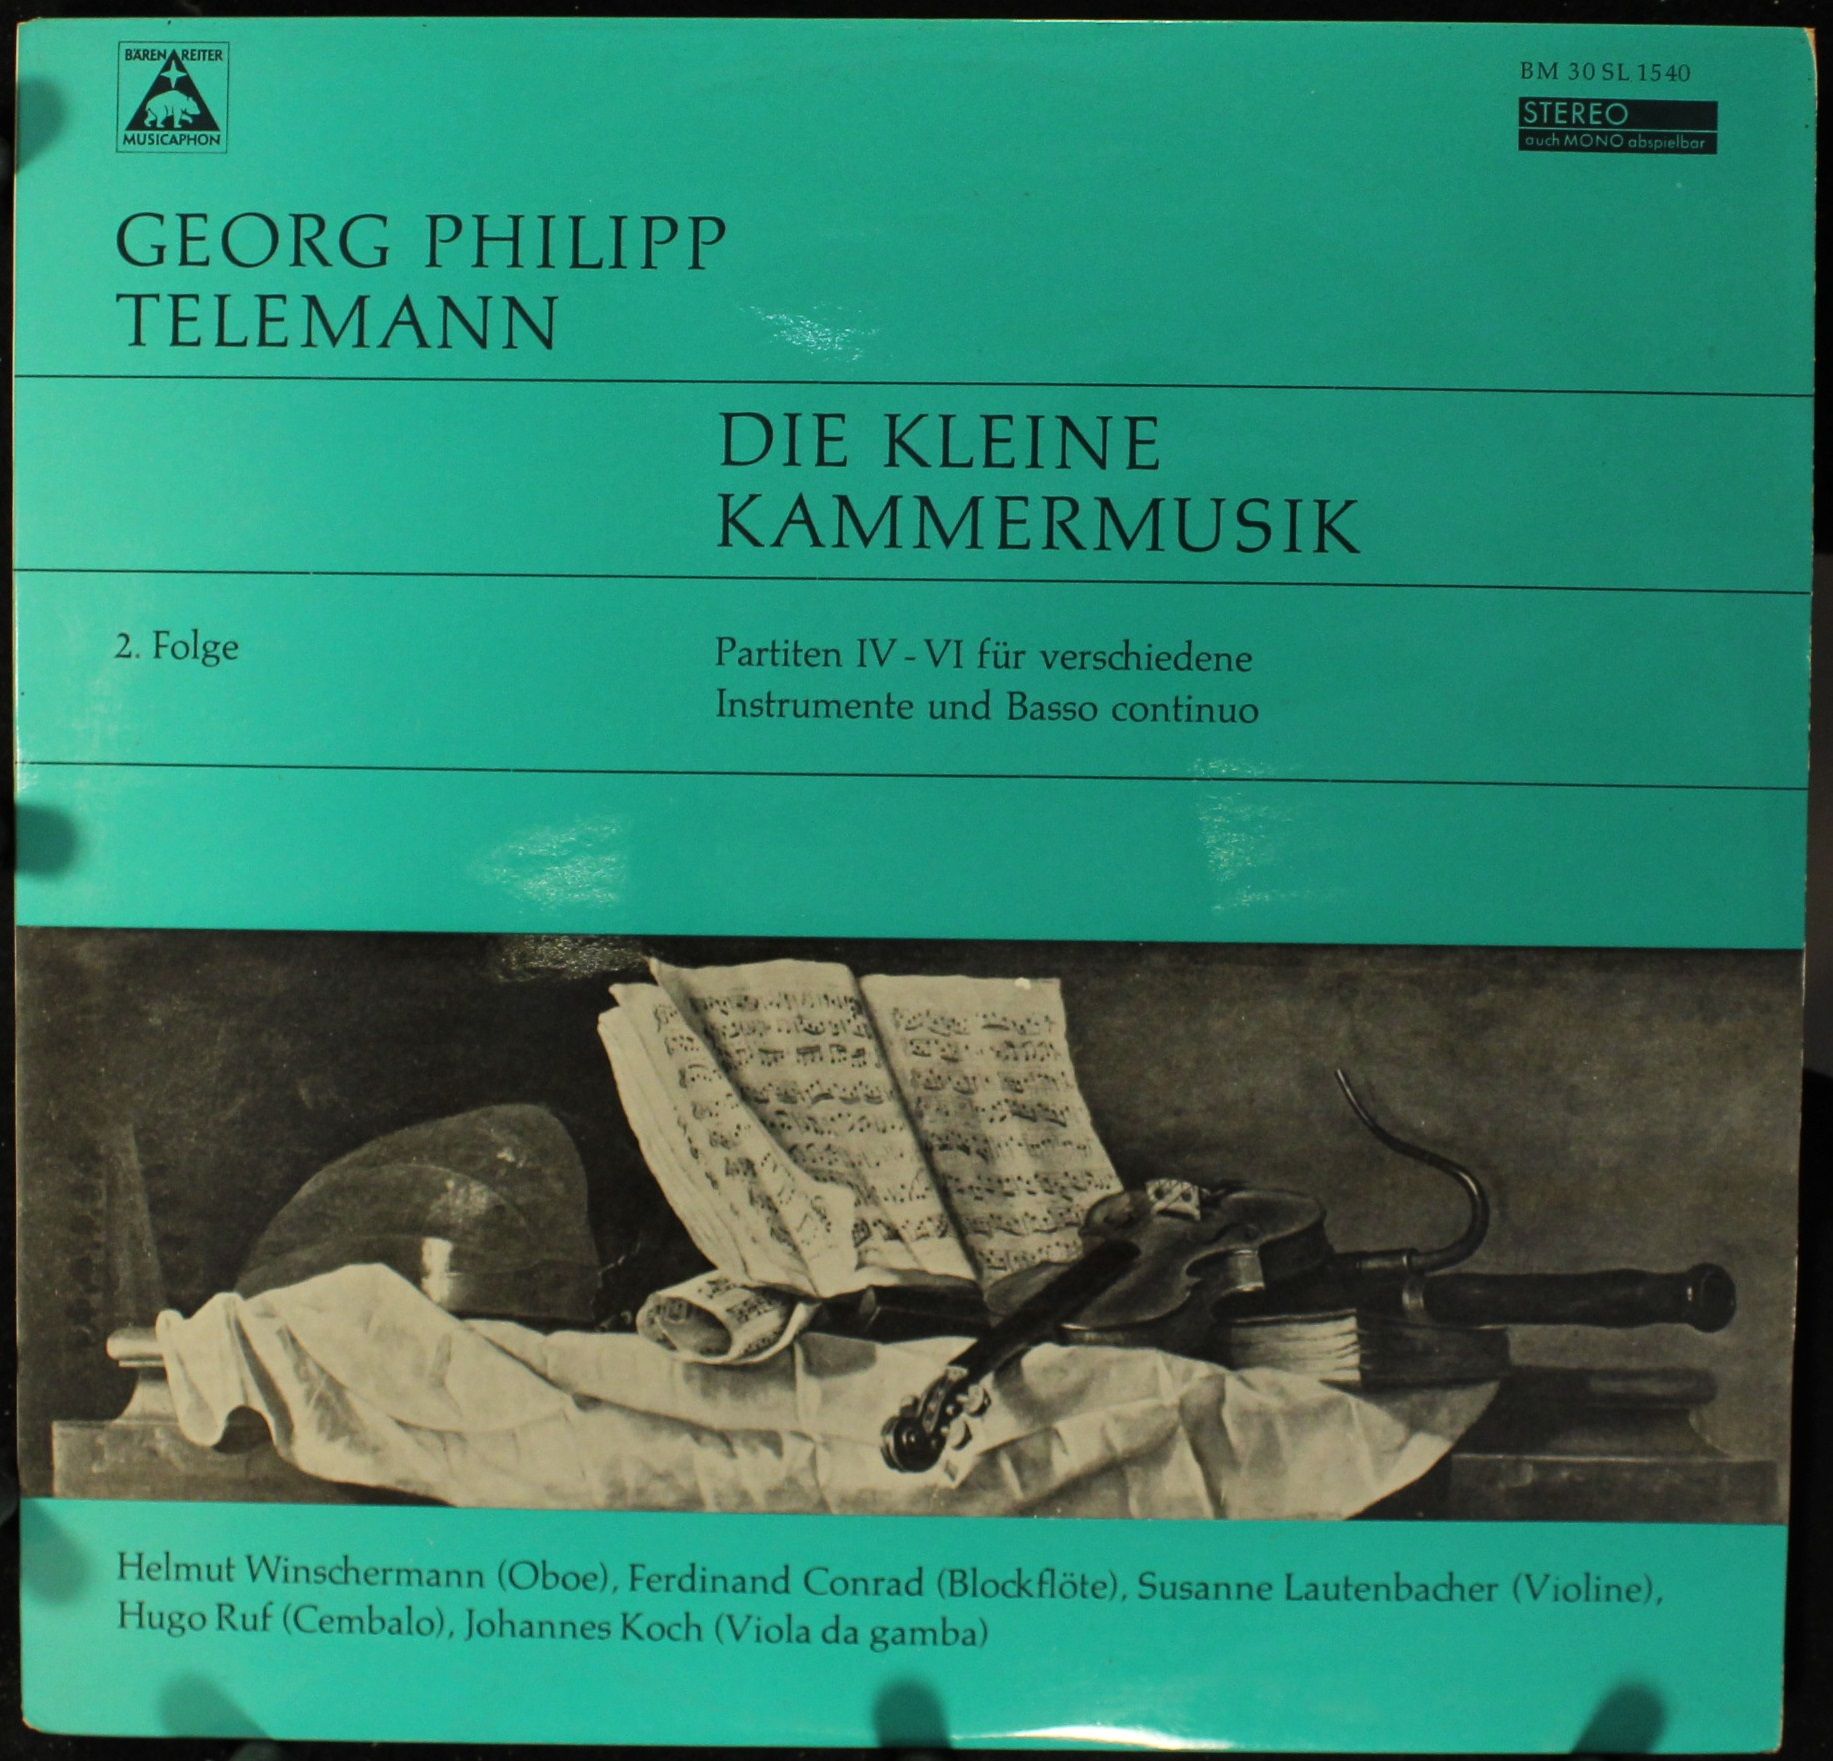 BÄRENREITER
MUSICAPHON
BM 30 SL 1540
STEREO
auch MONO abspielbar
GEORG PHILIPP
TELEMANN
DIE KLEINE
KAMMERMUSIK
2. Folge
Partiten IV - VI für verschiedene
Instrumente und Basso continuo
Helmut Winschermann (Oboe), Ferdinand Conrad (Blockflöte), Susanne Lautenbacher (Violine),
Hugo Ruf (Cembalo), Johannes Koch (Viola da gamba)